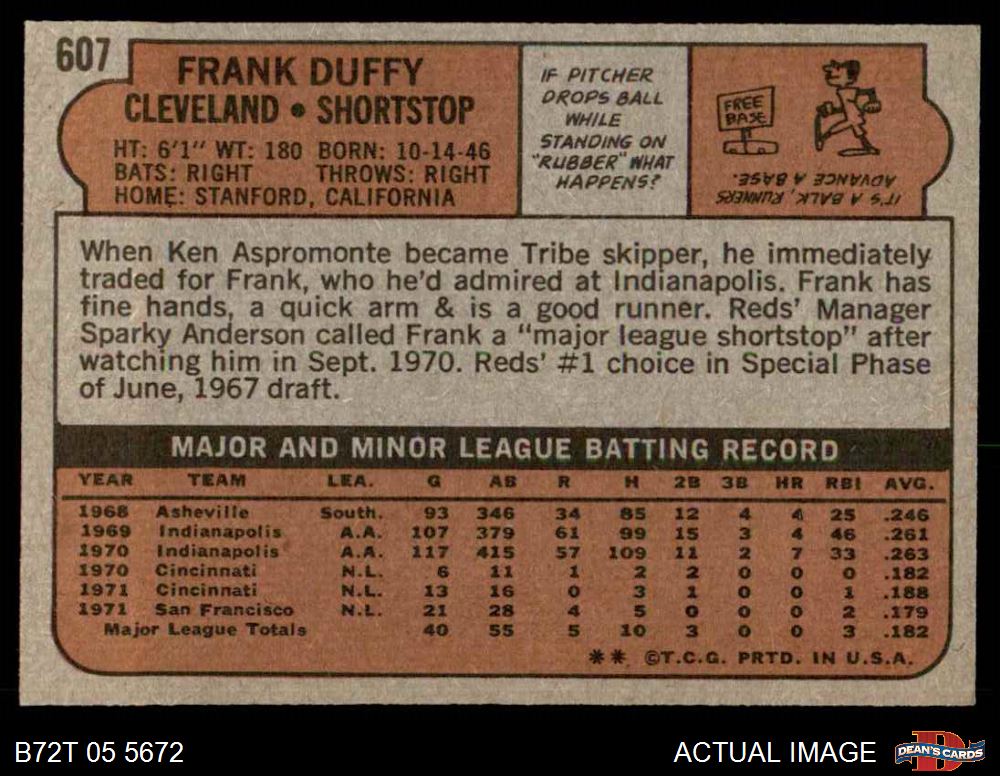 607
FRANK DUFFY
CLEVELAND • SHORTSTOP
HT: 6'1" WT: 180 BORN: 10-14-46
BATS: RIGHT THROWS: RIGHT
HOME: STANFORD, CALIFORNIA
IF PITCHER
DROPS BALL
WHILE
STANDING ON
"RUBBER" WHAT
HAPPENS?
FREE
BASE
IT'S A BALK, RUNNERS
ADVANCE A BASE.
When Ken Aspromonte became Tribe skipper, he immediately
traded for Frank, who he'd admired at Indianapolis. Frank has
fine hands, a quick arm & is a good runner. Reds' Manager
Sparky Anderson called Frank a "major league shortstop" after
watching him in Sept. 1970. Reds' #1 choice in Special Phase
of June, 1967 draft.
MAJOR AND MINOR LEAGUE BATTING RECORD
YEAR TEAM LEA. G AB R H 2B 3B HR RBI AVG.
1968 Asheville South. 93 346 34 85 12 4 4 25 .246
1969 Indianapolis A.A. 107 379 61 99 15 3 4 46 .261
1970 Indianapolis A.A. 117 415 57 109 11 2 7 33 .263
1970 Cincinnati N.L. 6 11 1 2 2 0 0 0 .182
1971 Cincinnati N.L. 13 16 0 3 1 0 0 1 .188
1971 San Francisco N.L. 21 28 4 5 0 0 0 2 .179
Major League Totals 40 55 5 10 3 0 0 3 .182
** ©T.C.G. PRTD. IN U.S.A.
B72T 05 5672
ACTUAL IMAGE
DEAN'S CARDS